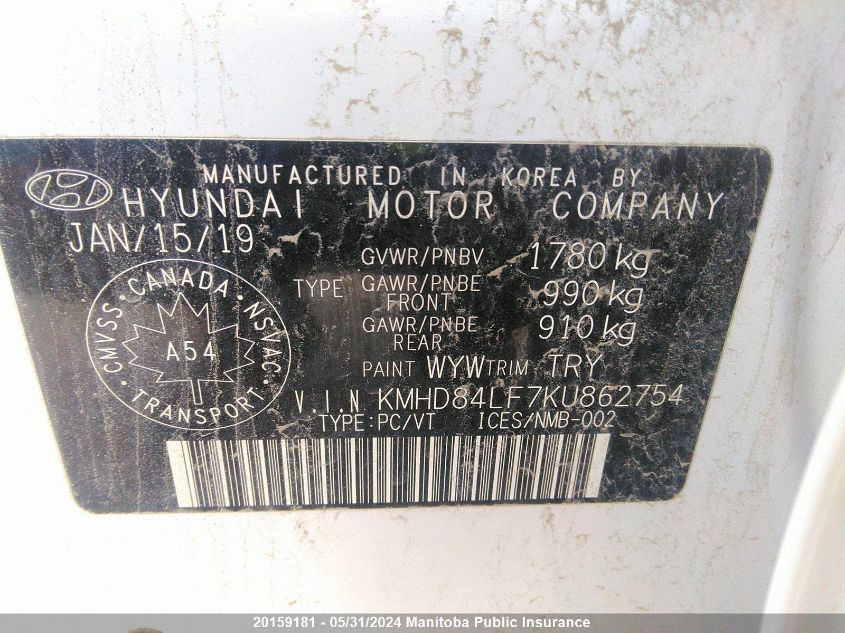 MANUFACTURED IN KOREA BY
HYUNDAI MOTOR COMPANY
JAN/15/19
GVWR/PNBV 1780 kg
TYPE GAWR/PNBE FRONT 990 kg
GAWR/PNBE REAR 910 kg
PAINT WYW TRIM TRY
CMVSS · CANADA · NSVAC · TRANSPORT ·
A54
V.I.N KMHD84LF7KU862754
TYPE:PC/VT ICES/NMB-002
20159181 - 05/31/2024 Manitoba Public Insurance